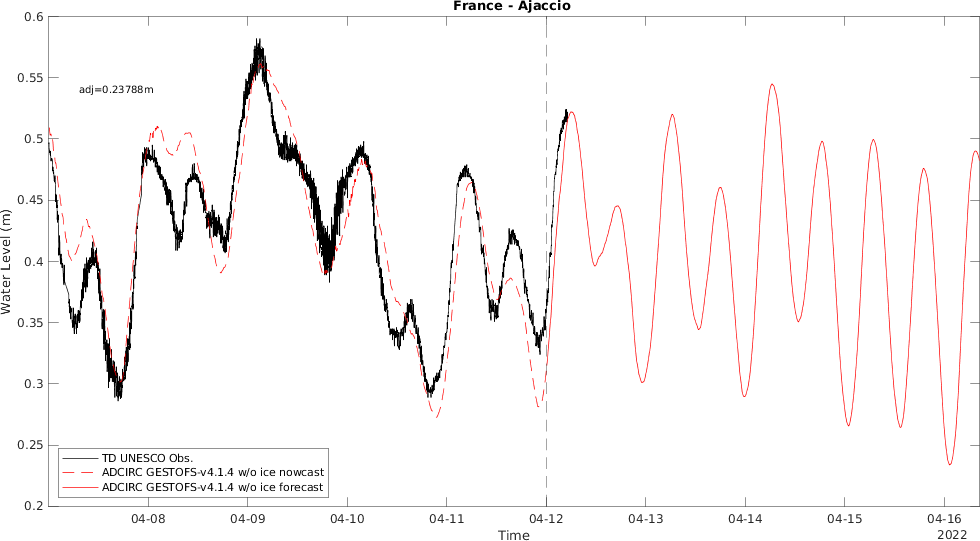 France - Ajaccio
0.6
0.55
adj=0.23788m
0.5
0.45
0.4
0.35
0.3
0.25
0.2
Water Level (m)
TD UNESCO Obs.
ADCIRC GESTOFS-v4.1.4 w/o ice nowcast
ADCIRC GESTOFS-v4.1.4 w/o ice forecast
04-08 04-09 04-10 04-11 04-12 04-13 04-14 04-15 04-16
Time
2022